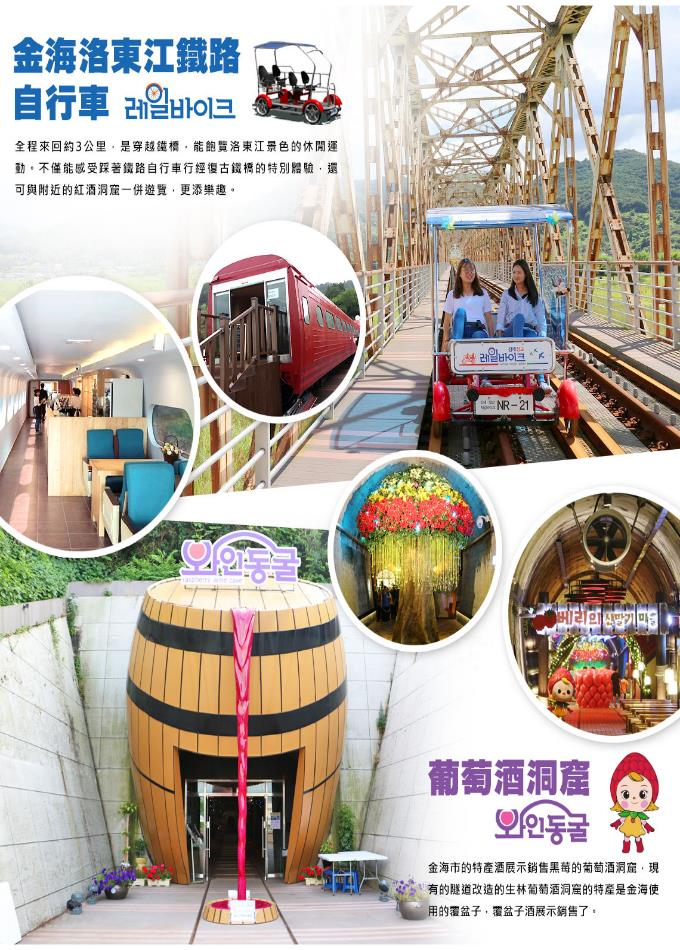 金海洛東江鐵路
自行車 레일바이크
全程來回約3公里，是穿越鐵橋，能飽覽洛東江景色的休閒運
動。不僅能感受踩著鐵路自行車行經復古鐵橋的特別體驗，還
可與附近的紅酒洞窟一併遊覽，更添樂趣。
레일바이크
NR-21
와인동굴
raspberry wine cave
베리의 산딸기 마을
葡萄酒洞窟
와인동굴
金海市的特產酒展示銷售黑莓的葡萄酒洞窟，現
有的隧道改造的生林葡萄酒洞窟的特產是金海使
用的覆盆子，覆盆子酒展示銷售了。